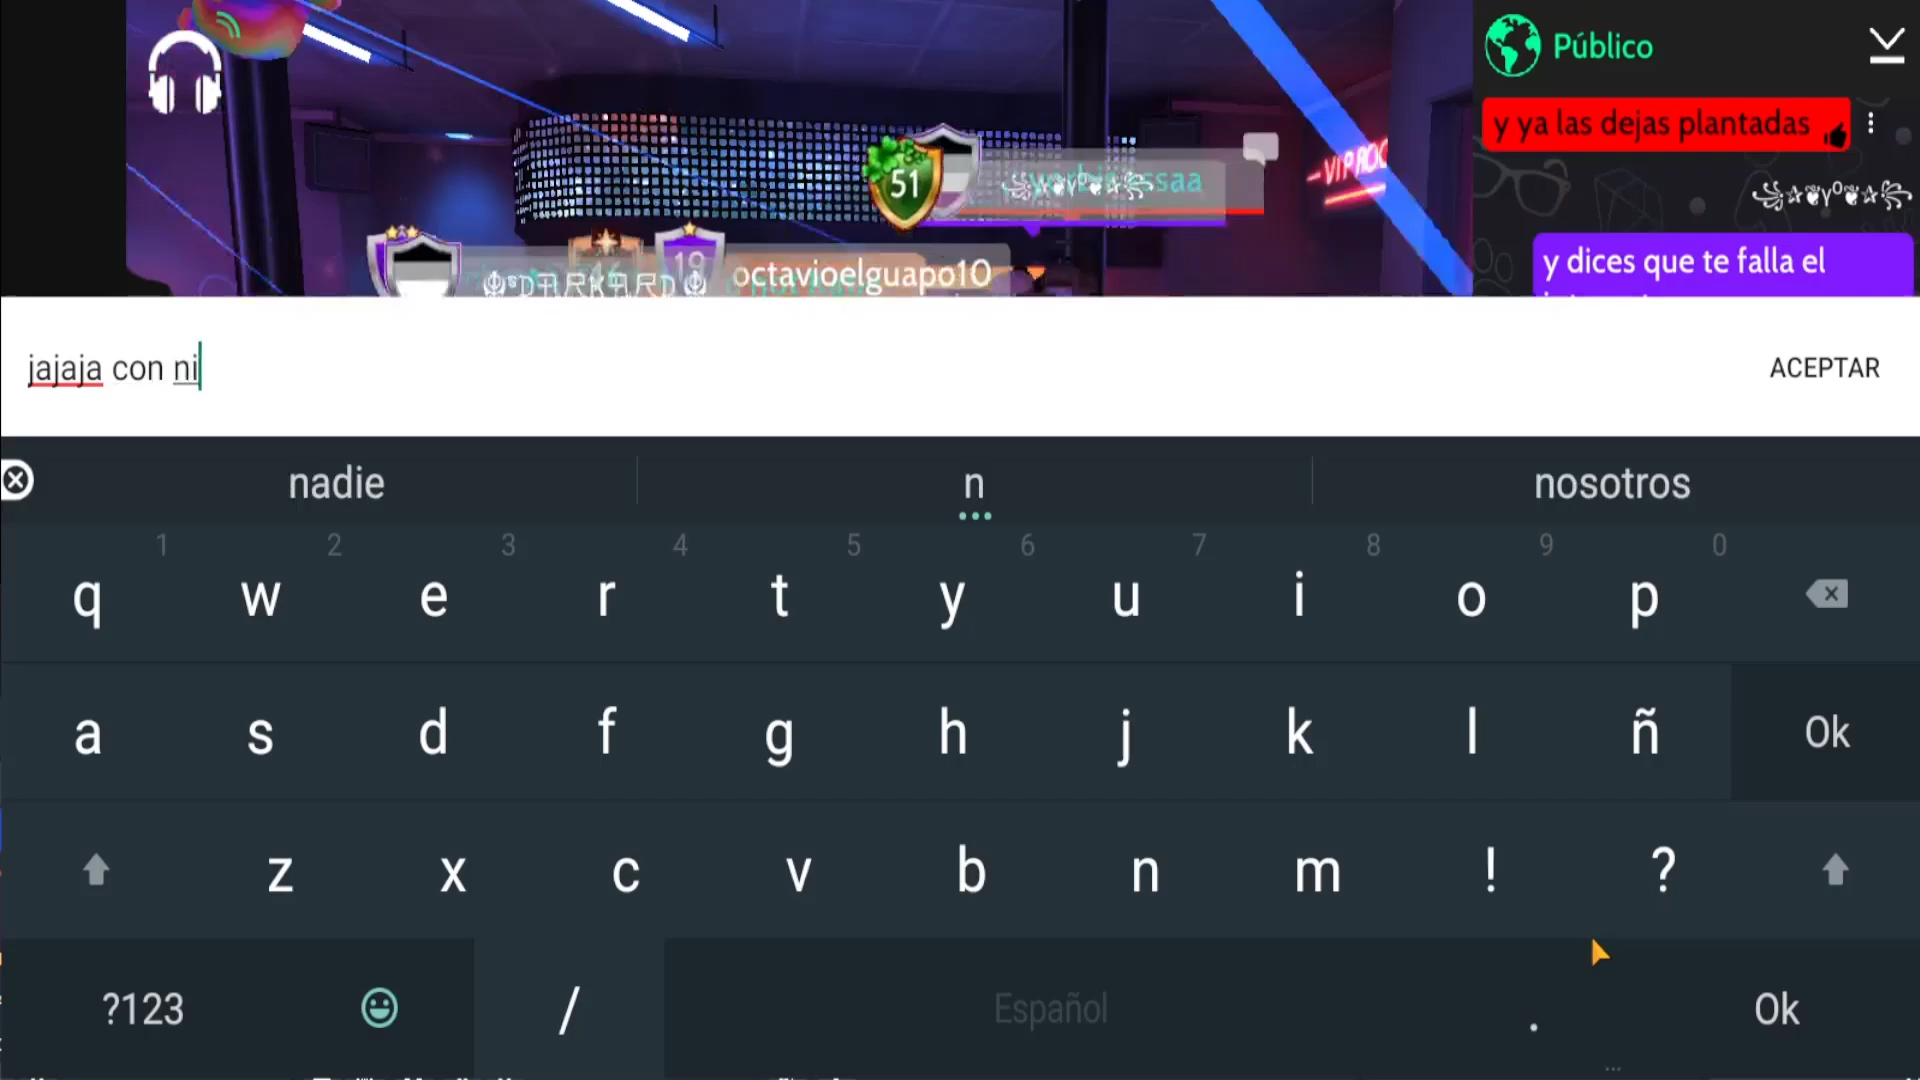 Público
y ya las dejas plantadas
51
octavioelguapo10
19
y dices que te falla el
jajaja con ni
ACEPTAR
nadie
n
nosotros
1 2 3 4 5 6 7 8 9 0
q w e r t y u i o p
a s d f g h j k l ñ Ok
z x c v b n m ! ?
?123 / Español . Ok